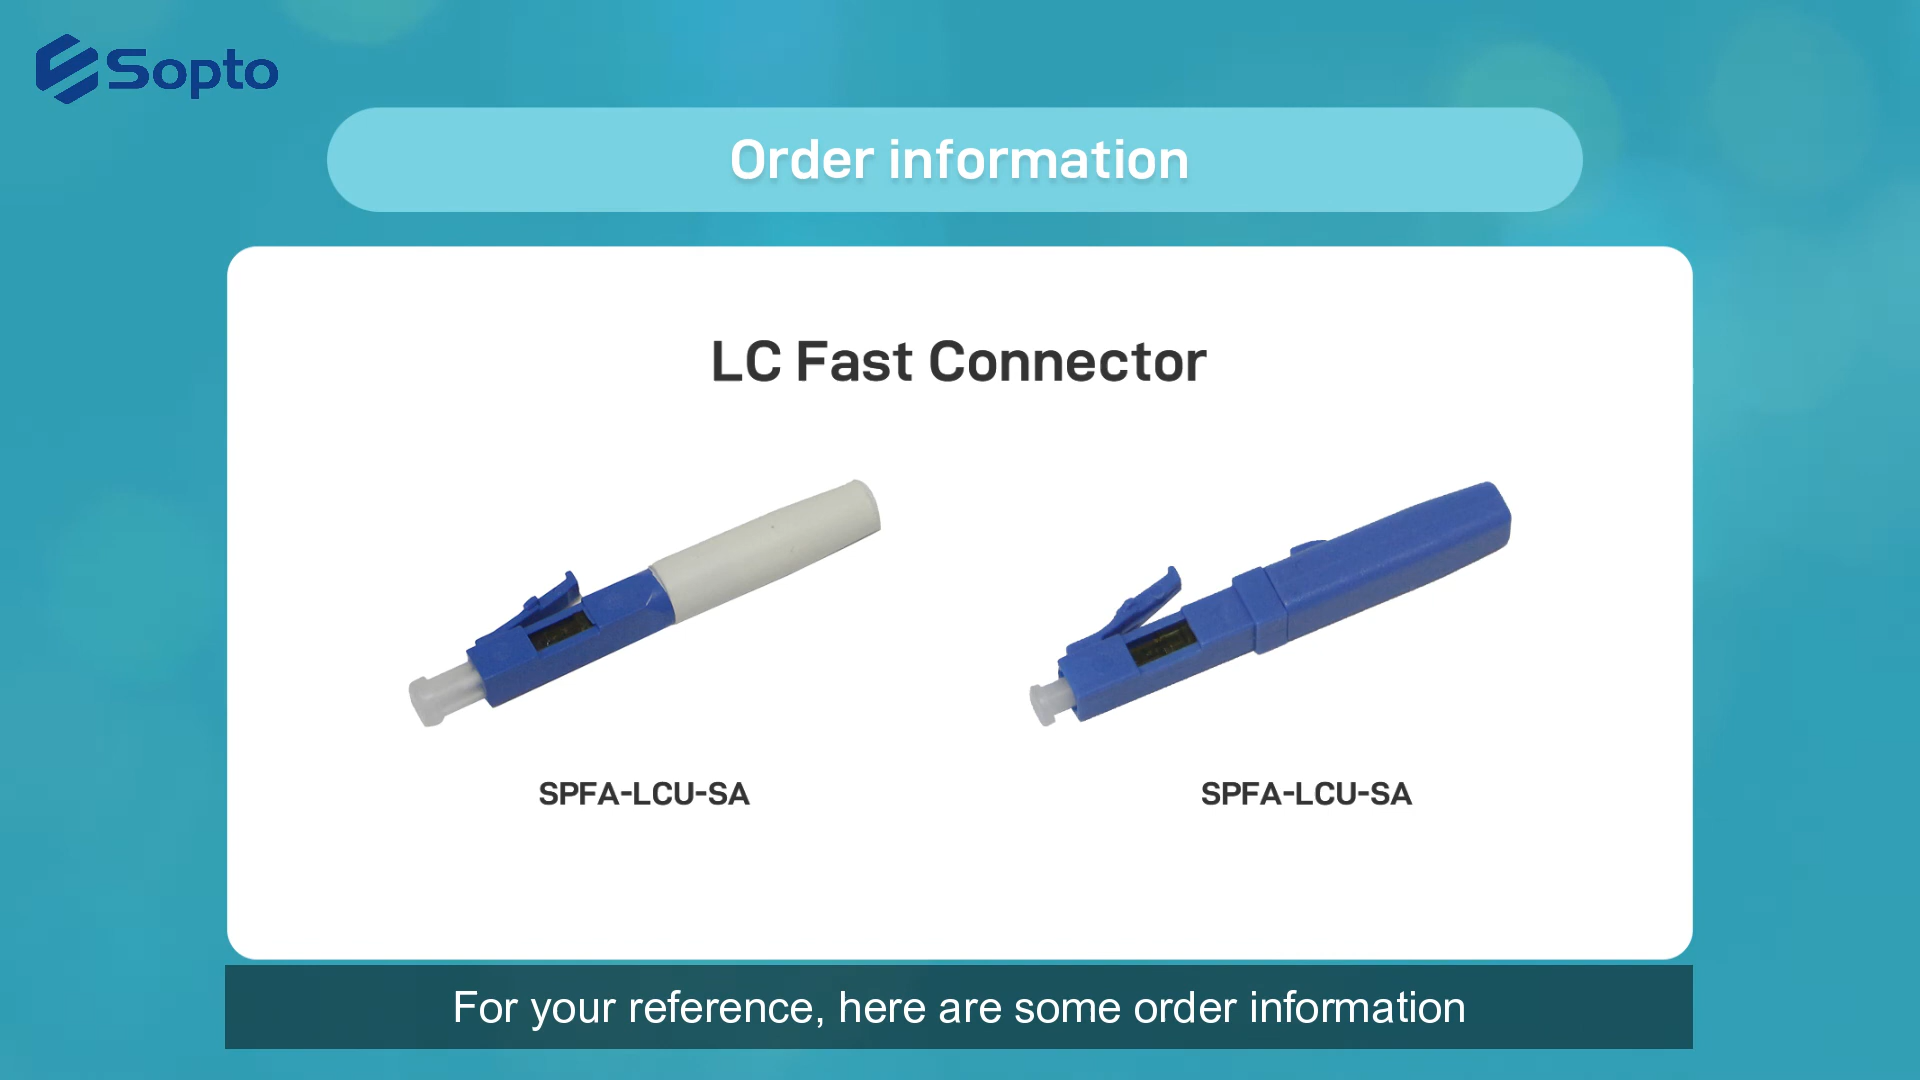 Sopto
Order information
LC Fast Connector
SPFA-LCU-SA
SPFA-LCU-SA
For your reference, here are some order information